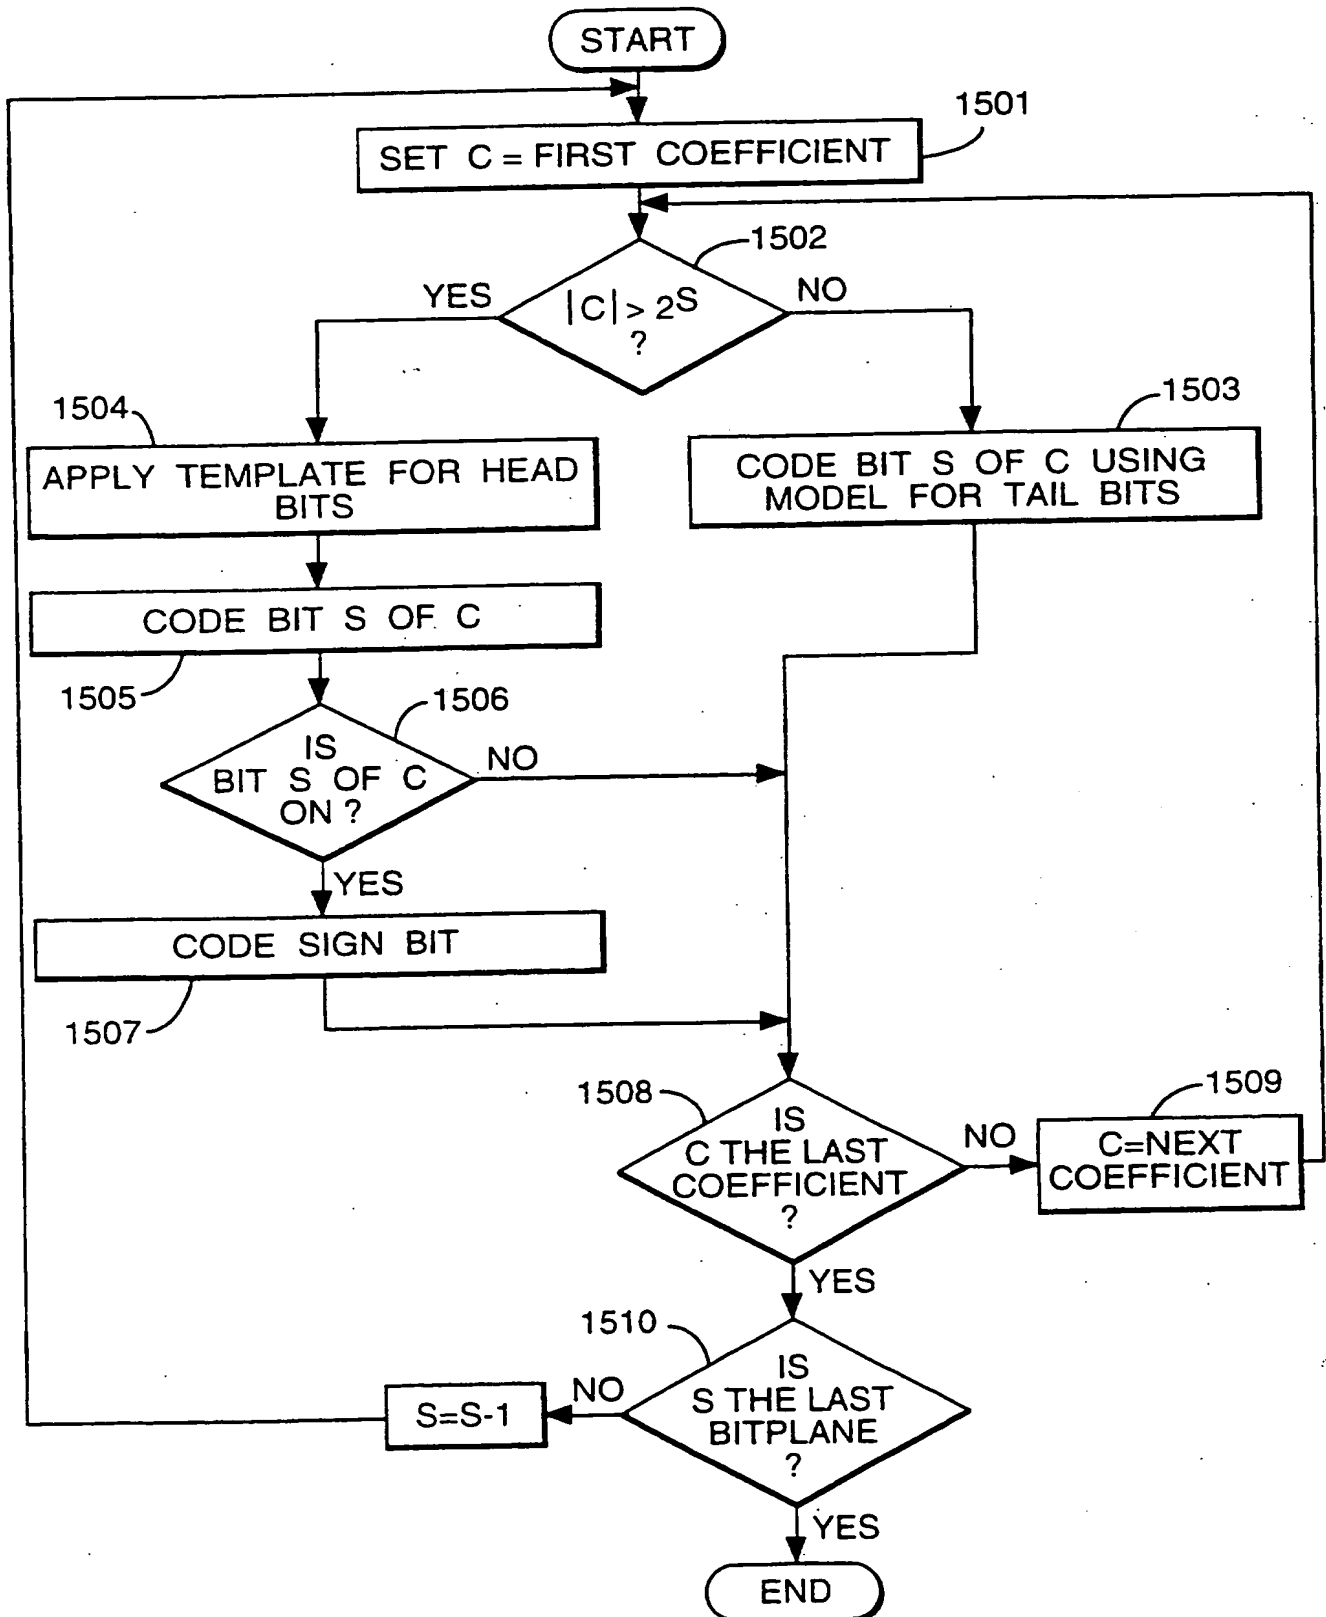 START
1501
SET C = FIRST COEFFICIENT
1502
YES
|C| > 2^S
?
NO
1504
1503
APPLY TEMPLATE FOR HEAD
BITS
CODE BIT S OF C USING
MODEL FOR TAIL BITS
CODE BIT S OF C
1505
1506
IS
BIT S OF C
ON ?
NO
YES
CODE SIGN BIT
1507
1508
IS
C THE LAST
COEFFICIENT
?
NO
1509
C=NEXT
COEFFICIENT
YES
1510
IS
S THE LAST
BITPLANE
?
NO
S=S-1
YES
END